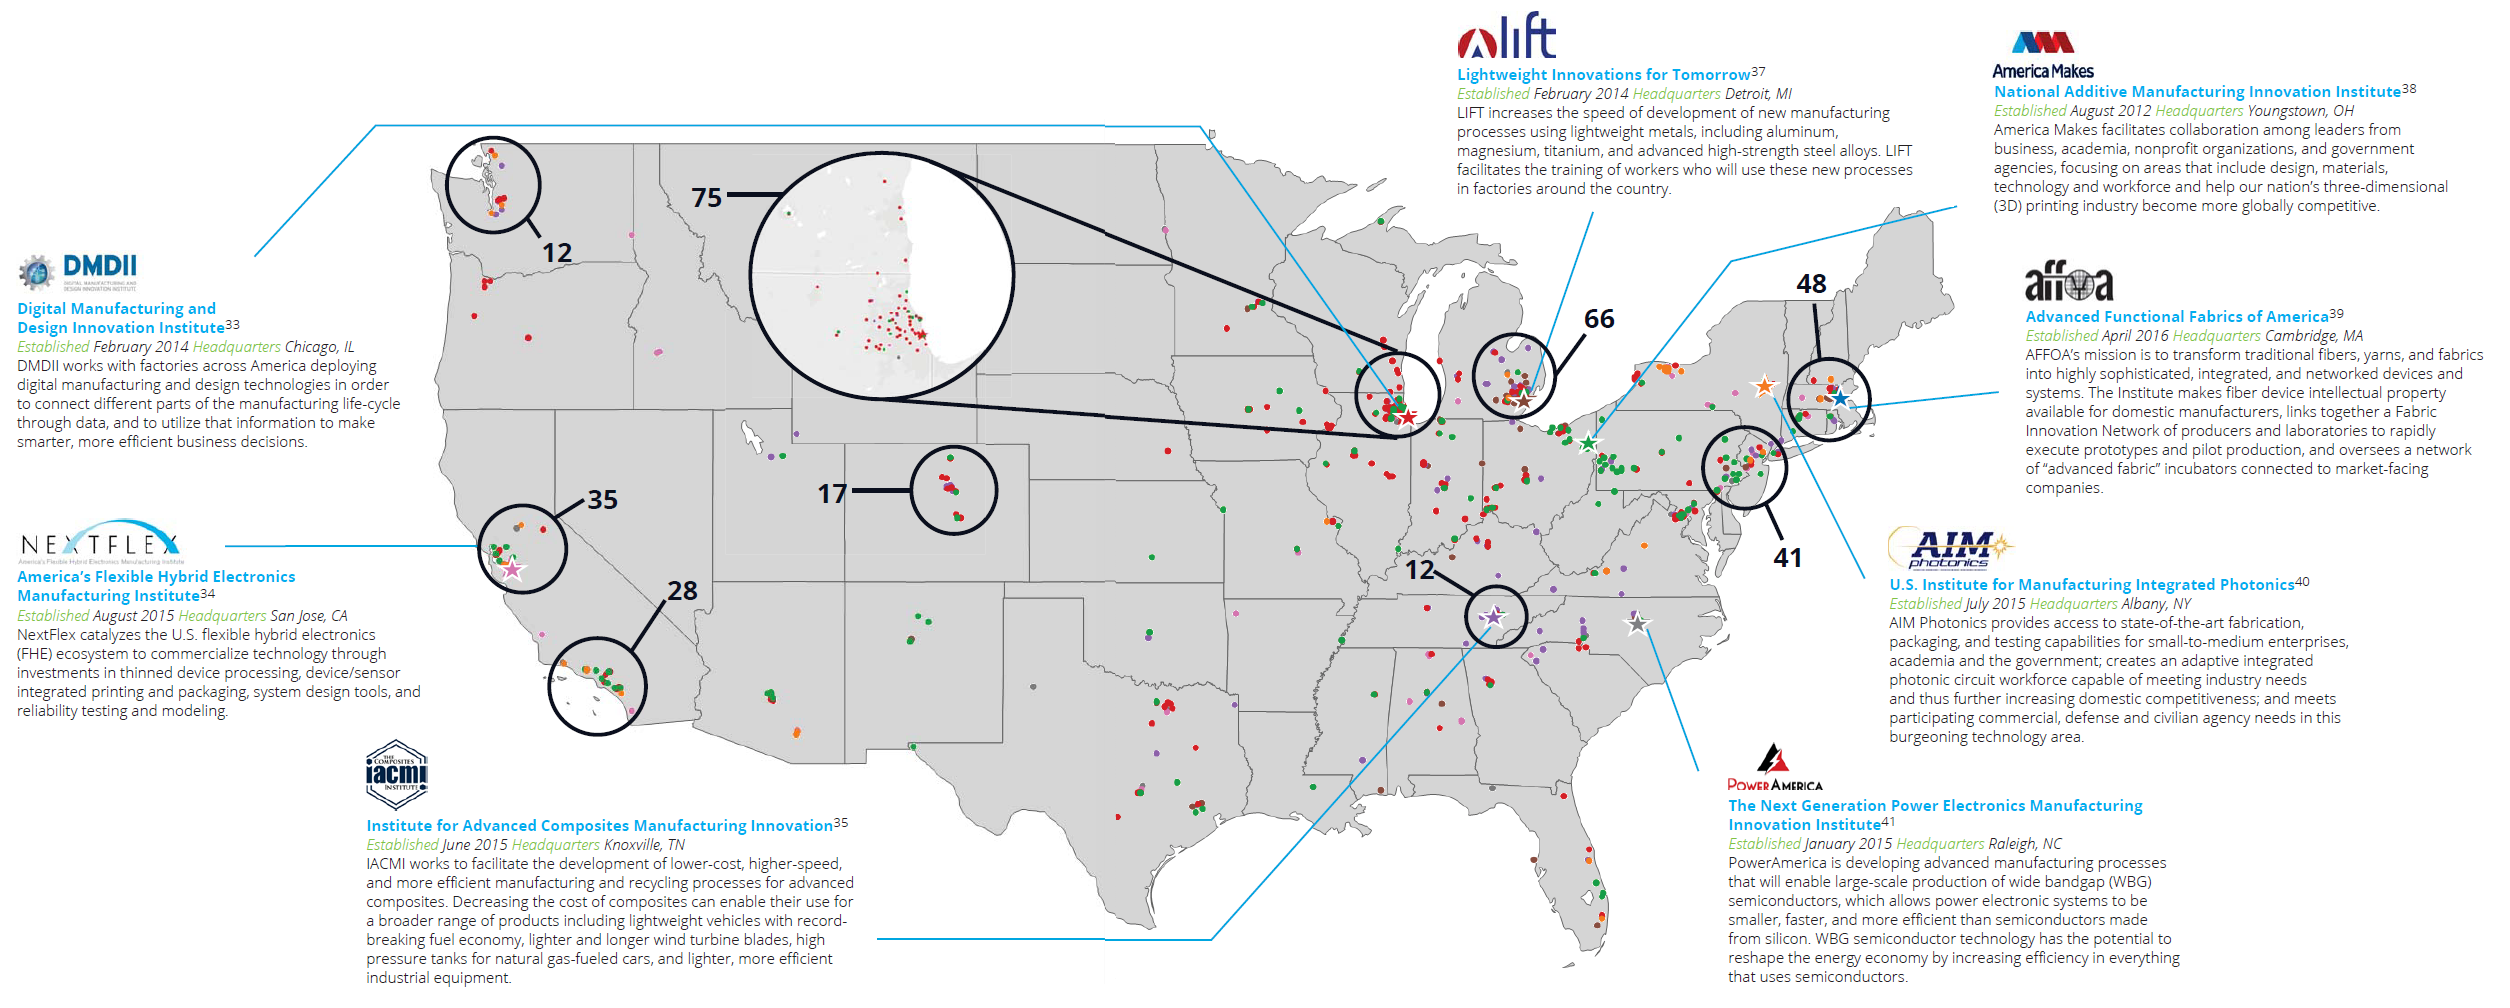 lift
Lightweight Innovations for Tomorrow37
Established February 2014 Headquarters Detroit, MI
LIFT increases the speed of development of new manufacturing
processes using lightweight metals, including aluminum,
magnesium, titanium, and advanced high-strength steel alloys. LIFT
facilitates the training of workers who will use these new processes
in factories around the country.
America Makes
National Additive Manufacturing Innovation Institute38
Established August 2012 Headquarters Youngstown, OH
America Makes facilitates collaboration among leaders from
business, academia, nonprofit organizations, and government
agencies, focusing on areas that include design, materials,
technology and workforce and help our nation's three-dimensional
(3D) printing industry become more globally competitive.
75
12
48
66
17
35
28
12
41
DMDII
DIGITAL MANUFACTURING AND
DESIGN INNOVATION INSTITUTE
Digital Manufacturing and
Design Innovation Institute33
Established February 2014 Headquarters Chicago, IL
DMDII works with factories across America deploying
digital manufacturing and design technologies in order
to connect different parts of the manufacturing life-cycle
through data, and to utilize that information to make
smarter, more efficient business decisions.
affoa
Advanced Functional Fabrics of America39
Established April 2016 Headquarters Cambridge, MA
AFFOA's mission is to transform traditional fibers, yarns, and fabrics
into highly sophisticated, integrated, and networked devices and
systems. The Institute makes fiber device intellectual property
available for domestic manufacturers, links together a Fabric
Innovation Network of producers and laboratories to rapidly
execute prototypes and pilot production, and oversees a network
of “advanced fabric” incubators connected to market-facing
companies.
NEXTFLEX
America's Flexible Hybrid Electronics Manufacturing Institute
America's Flexible Hybrid Electronics
Manufacturing Institute34
Established August 2015 Headquarters San Jose, CA
NextFlex catalyzes the U.S. flexible hybrid electronics
(FHE) ecosystem to commercialize technology through
investments in thinned device processing, device/sensor
integrated printing and packaging, system design tools, and
reliability testing and modeling.
AIM
photonics
U.S. Institute for Manufacturing Integrated Photonics40
Established July 2015 Headquarters Albany, NY
AIM Photonics provides access to state-of-the-art fabrication,
packaging, and testing capabilities for small-to-medium enterprises,
academia and the government; creates an adaptive integrated
photonic circuit workforce capable of meeting industry needs
and thus further increasing domestic competitiveness; and meets
participating commercial, defense and civilian agency needs in this
burgeoning technology area.
THE
COMPOSITES
iacmi
INSTITUTE
Institute for Advanced Composites Manufacturing Innovation35
Established June 2015 Headquarters Knoxville, TN
IACMI works to facilitate the development of lower-cost, higher-speed,
and more efficient manufacturing and recycling processes for advanced
composites. Decreasing the cost of composites can enable their use for
a broader range of products including lightweight vehicles with record-
breaking fuel economy, lighter and longer wind turbine blades, high
pressure tanks for natural gas-fueled cars, and lighter, more efficient
industrial equipment.
POWERAMERICA
The Next Generation Power Electronics Manufacturing
Innovation Institute41
Established January 2015 Headquarters Raleigh, NC
PowerAmerica is developing advanced manufacturing processes
that will enable large-scale production of wide bandgap (WBG)
semiconductors, which allows power electronic systems to be
smaller, faster, and more efficient than semiconductors made
from silicon. WBG semiconductor technology has the potential to
reshape the energy economy by increasing efficiency in everything
that uses semiconductors.